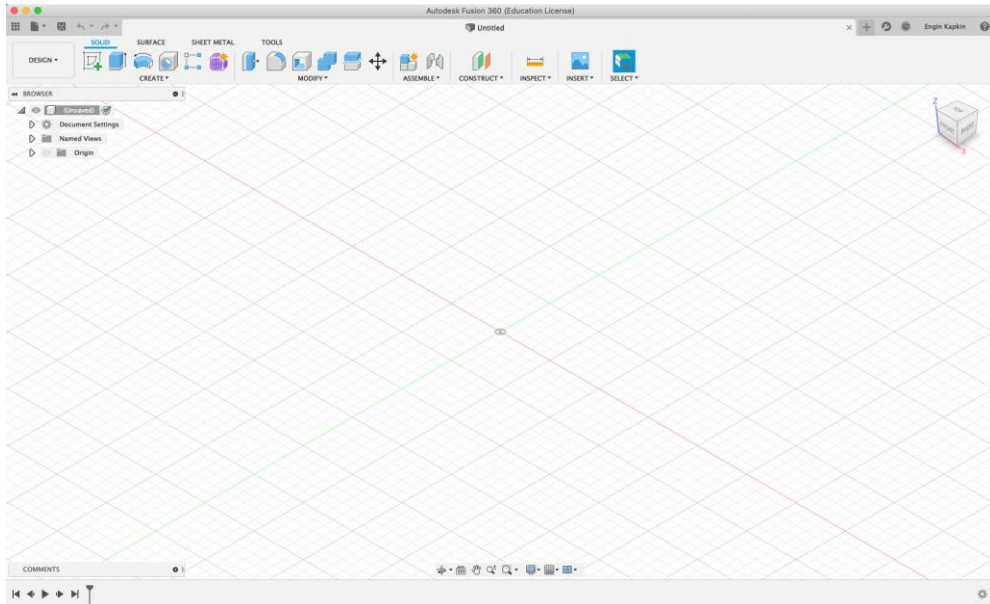 Autodesk Fusion 360 (Education License)
Untitled
Engin Kapkin
SOLID SURFACE SHEET METAL TOOLS
DESIGN
CREATE MODIFY ASSEMBLE CONSTRUCT INSPECT INSERT SELECT
BROWSER
(Unsaved)
Document Settings
Named Views
Origin
Z
TOP
FRONT RIGHT
X
COMMENTS